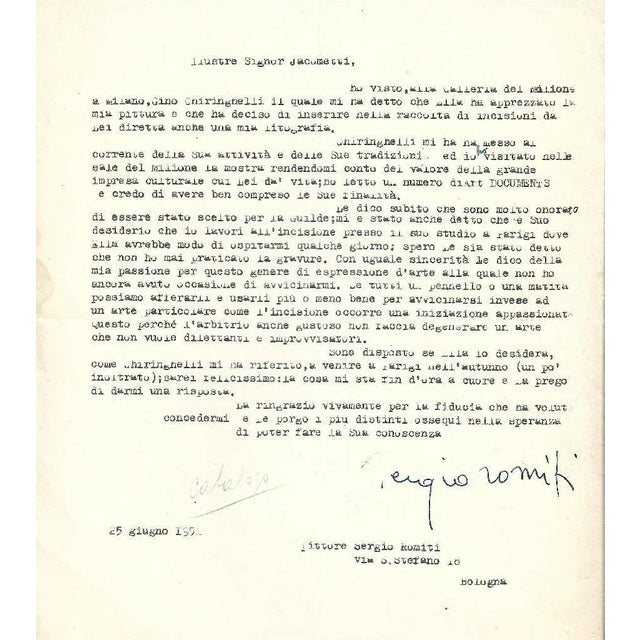 Illustre Signor Jacometti,
ho visto,alla Galleria del Milione
a Milano,Gino Ghiringhelli il quale mi ha detto che Ella ha apprezzato la
mia pittura e che ha deciso di inserire nella raccolta di incisioni da
Lei diretta anche una mia litografia.
Ghiringhelli mi ha messo al
corrente della Sua attività e delle Sue tradizioni ed io ho visitato nelle
sale del Milione la mostra rendendomi conto del valore della grande
impresa culturale cui Lei da' vita;ho letto un numero di Art DOCUMENTS
e credo di avere ben compreso le Sue finalità.
Le dico subito che sono molto onorato
di essere stato scelto per la Guilde;mi è stato anche detto che è Suo
desiderio che io lavori all'incisione presso il suo studio a Parigi dove
Ella avrebbe modo di ospitarmi qualche giorno; spero Le sia stato detto
che non ho mai praticato la gravure. Con uguale sincerità Le dico della
mia passione per questo genere di espressione d'arte alla quale non ho
ancora avuto occasione di avvicinarmi. Se tutti un pennello o una matita
possiamo afferarli e usarli più o meno bene per avvicinarsi invese ad
un arte particolare come l'incisione occorre una iniziazione appassionata
questo perché l'arbitrio anche gustoso non faccia degenerare un arte
che non vuole dilettanti e improvvisatori.
Sono disposto se Ella lo desidera,
come Ghiringhelli mi ha riferito,a venire a Parigi nell'autunno (un po'
inoltrato);sarei felicissimo:la cosa mi sta fin d'ora a cuore e La prego
di darmi una risposta.
La ringrazio vivamente per la fiducia che ha voluto
concedermi e Le porgo i più distinti ossequi nella speranza
di poter fare la Sua conoscenza
Sergio Romiti
catalogo
25 giugno 195
Pittore Sergio Romiti
via S.Stefano 16
Bologna